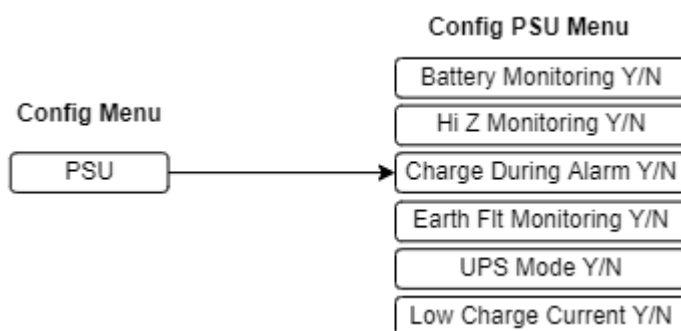 Config PSU Menu
Battery Monitoring Y/N
Config Menu
Hi Z Monitoring Y/N
PSU
Charge During Alarm Y/N
Earth Flt Monitoring Y/N
UPS Mode Y/N
Low Charge Current Y/N